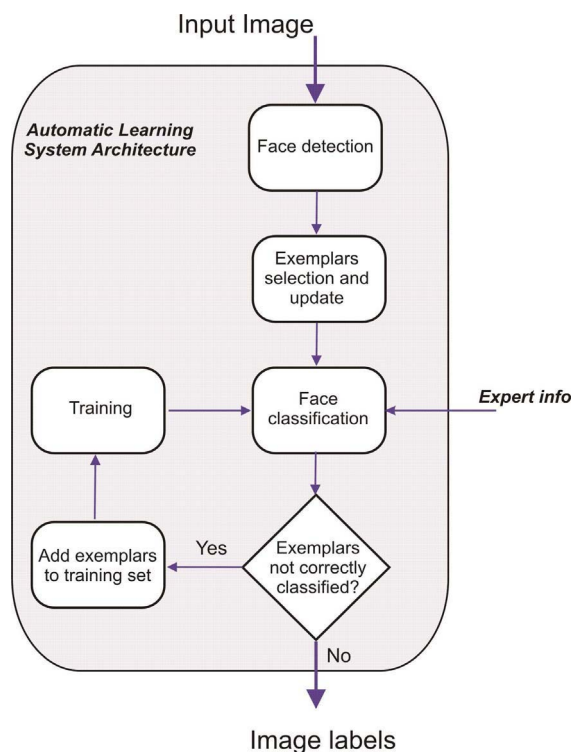 Input Image
Automatic Learning
System Architecture
Face detection
Exemplars
selection and
update
Training
Face
classification
Expert info
Add exemplars
to training set
Yes
Exemplars
not correctly
classified?
No
Image labels